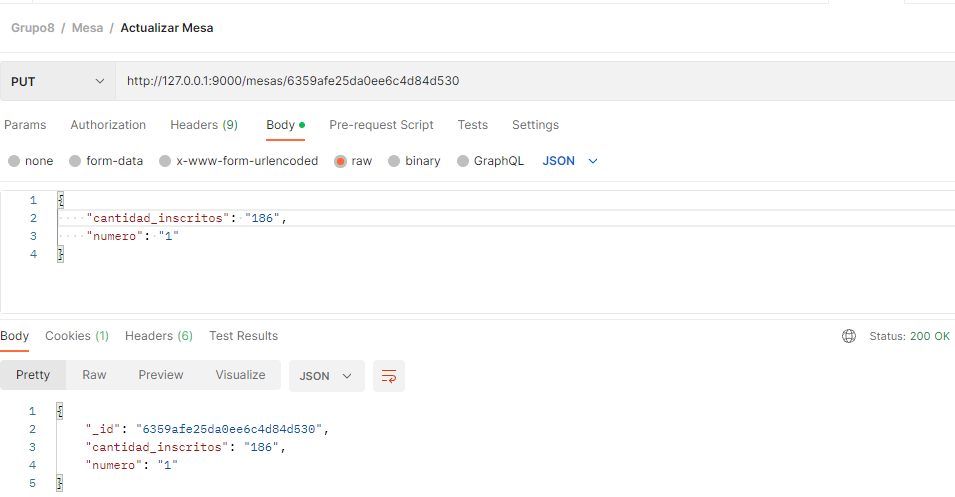 Grupo8 / Mesa / Actualizar Mesa
PUT http://127.0.0.1:9000/mesas/6359afe25da0ee6c4d84d530
Params Authorization Headers (9) Body Pre-request Script Tests Settings
none form-data x-www-form-urlencoded raw binary GraphQL JSON
1 {
2 "cantidad_inscritos": "186",
3 "numero": "1"
4 }
Body Cookies (1) Headers (6) Test Results Status: 200 OK
Pretty Raw Preview Visualize JSON
1 {
2 "_id": "6359afe25da0ee6c4d84d530",
3 "cantidad_inscritos": "186",
4 "numero": "1"
5 }